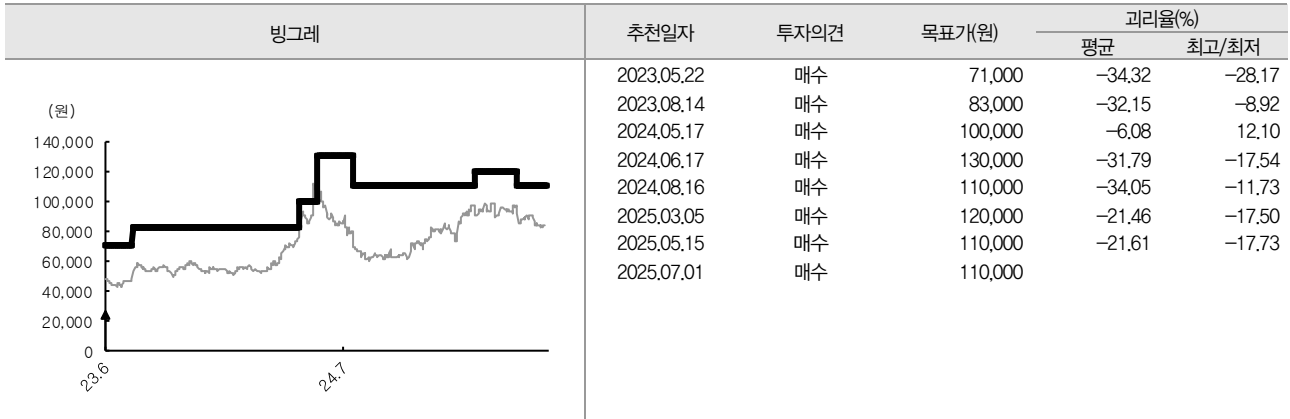 빙그레
추천일자 투자의견 목표가(원) 괴리율(%)
평균 최고/최저
(원)
140,000
120,000
100,000
80,000
60,000
40,000
20,000
0
23.6 24.7
2023.05.22 매수 71,000 -34.32 -28.17
2023.08.14 매수 83,000 -32.15 -8.92
2024.05.17 매수 100,000 -6.08 12.10
2024.06.17 매수 130,000 -31.79 -17.54
2024.08.16 매수 110,000 -34.05 -11.73
2025.03.05 매수 120,000 -21.46 -17.50
2025.05.15 매수 110,000 -21.61 -17.73
2025.07.01 매수 110,000